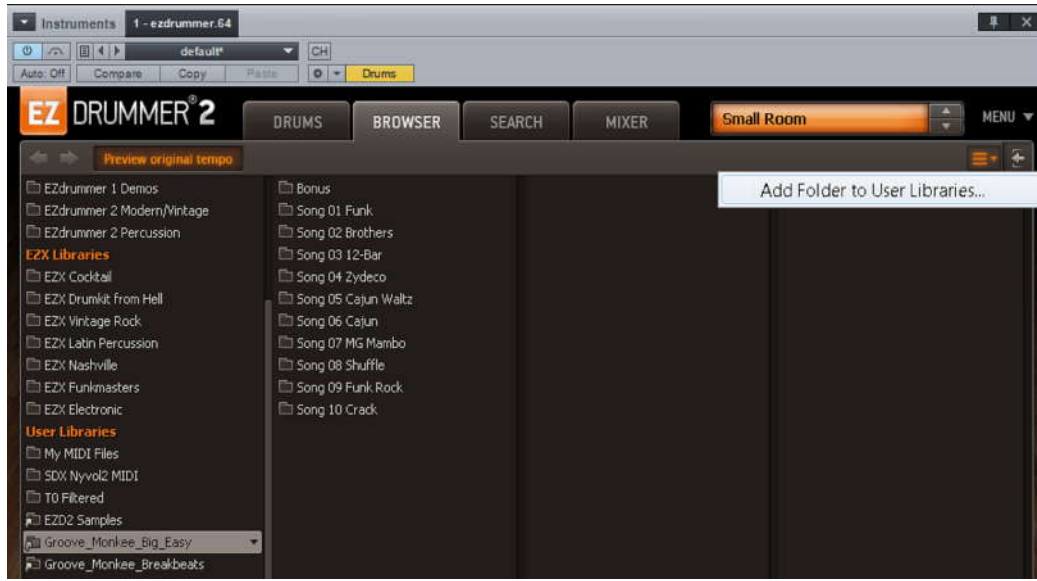 Instruments 1 - ezdrummer.64
default*
CH
Auto: Off Compare Copy Paste Drums
EZ DRUMMER® 2 DRUMS BROWSER SEARCH MIXER Small Room MENU
Preview original tempo
Add Folder to User Libraries...
EZdrummer 1 Demos
EZdrummer 2 Modern/Vintage
EZdrummer 2 Percussion
EZX Libraries
EZX Cocktail
EZX Drumkit from Hell
EZX Vintage Rock
EZX Latin Percussion
EZX Nashville
EZX Funkmasters
EZX Electronic
User Libraries
My MIDI Files
SDX Nyvol2 MIDI
T0 Filtered
EZD2 Samples
Groove_Monkee_Big_Easy
Groove_Monkee_Breakbeats
Bonus
Song 01 Funk
Song 02 Brothers
Song 03 12-Bar
Song 04 Zydeco
Song 05 Cajun Waltz
Song 06 Cajun
Song 07 MG Mambo
Song 08 Shuffle
Song 09 Funk Rock
Song 10 Crack